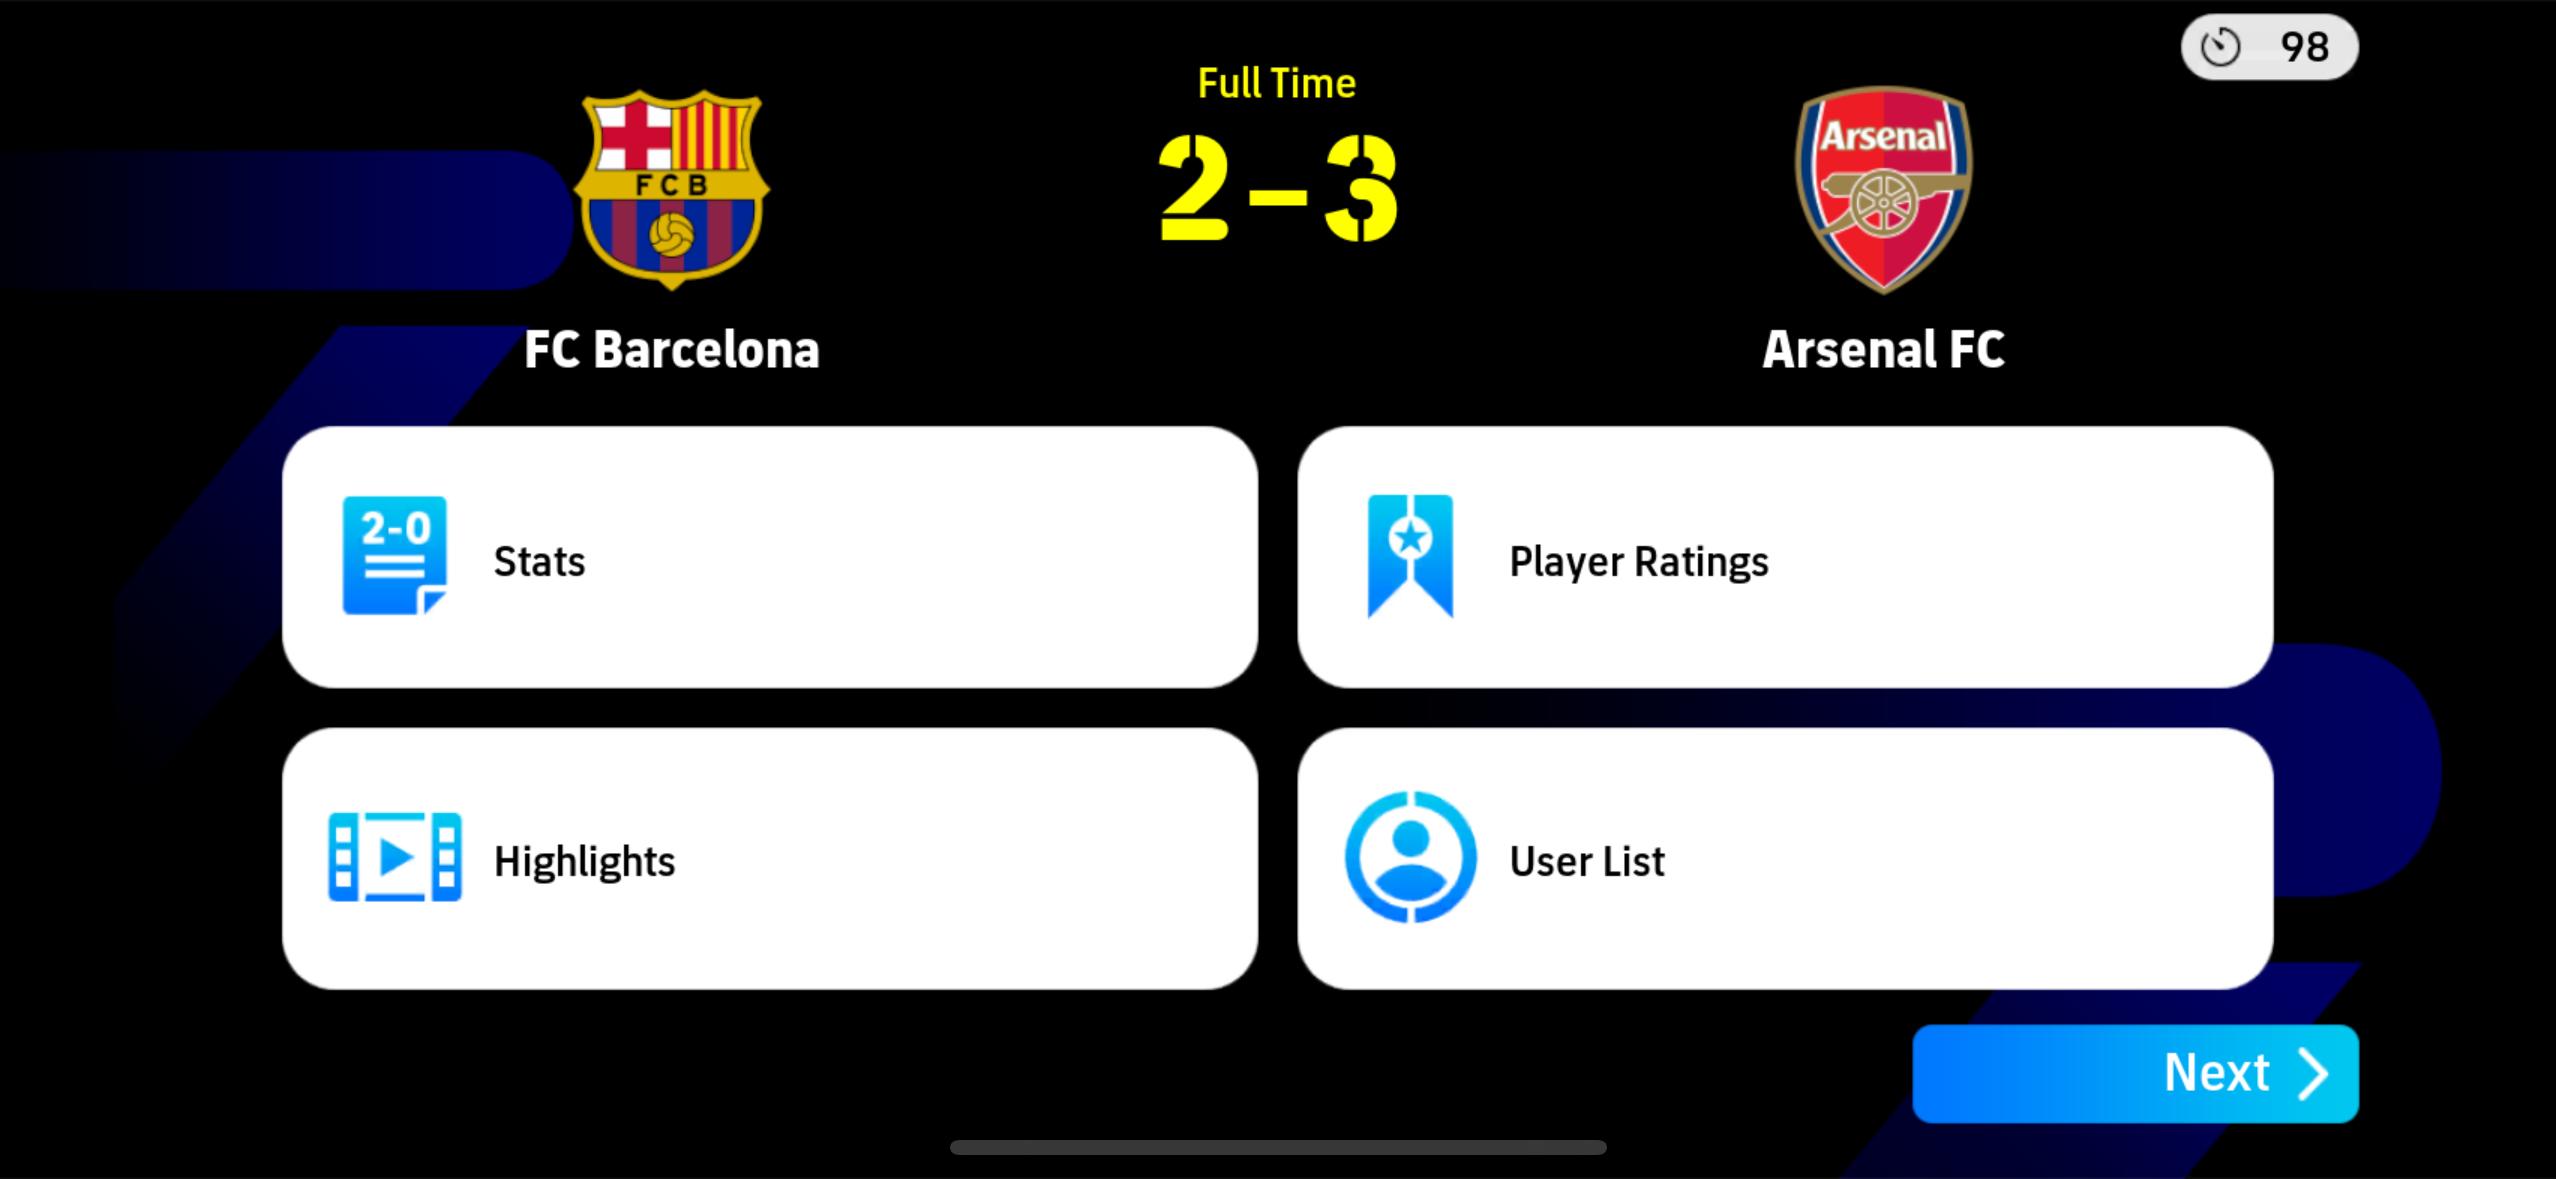 98
Full Time
2-3
FCB
Arsenal
FC Barcelona
Arsenal FC
2-0
Stats
Player Ratings
Highlights
User List
Next